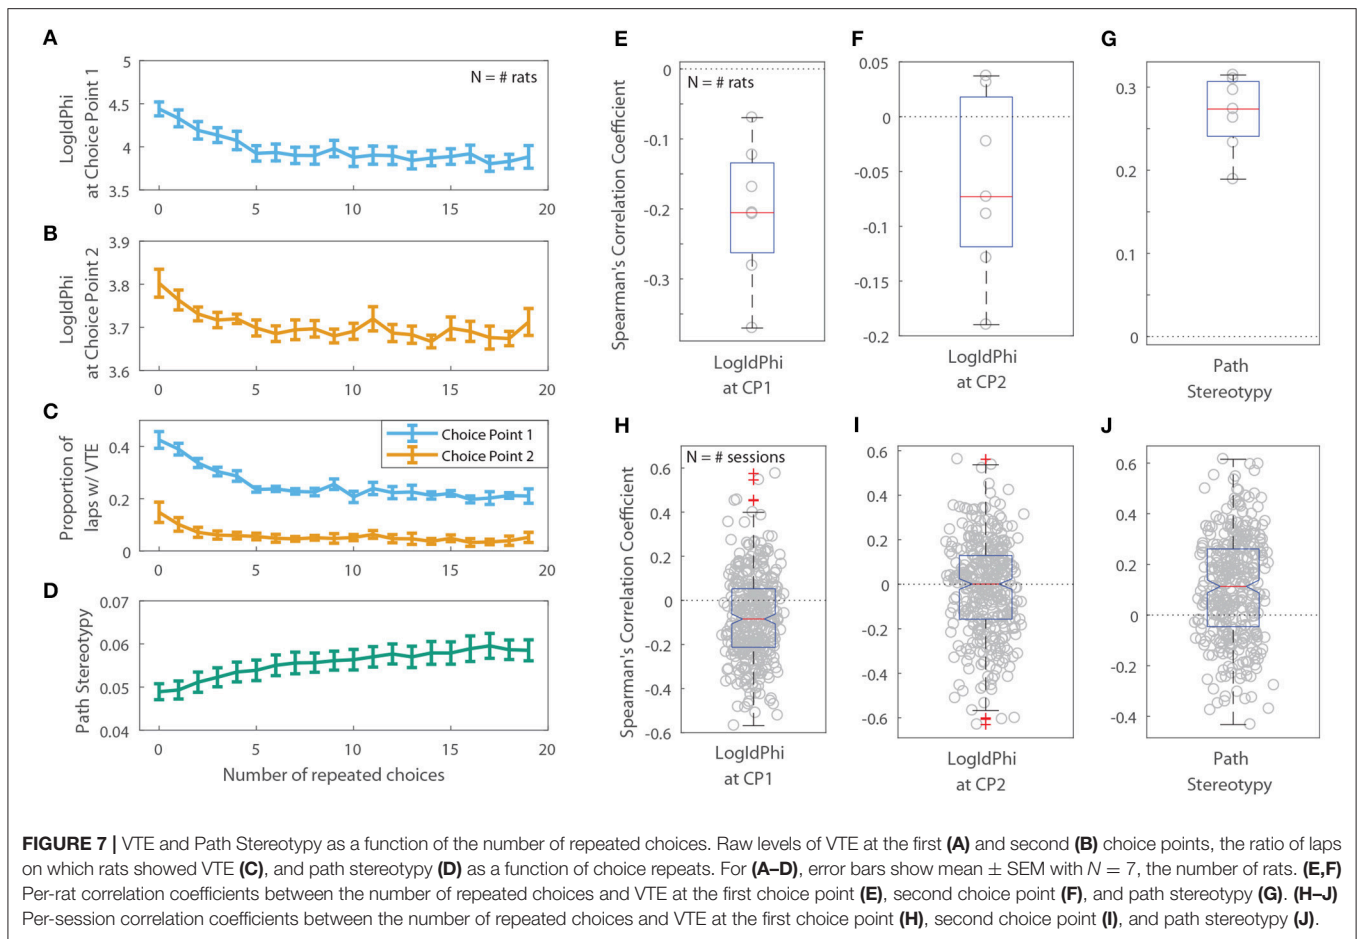 A
LogIdPhi
at Choice Point 1
5
4.5
4
3.5
N = # rats
0 5 10 15 20
B
LogIdPhi
at Choice Point 2
3.9
3.8
3.7
3.6
0 5 10 15 20
C
Proportion of
laps w/ VTE
0.4
0.2
0
Choice Point 1
Choice Point 2
0 5 10 15 20
D
Path Stereotypy
0.07
0.06
0.05
0.04
0 5 10 15 20
Number of repeated choices
E
Spearman's Correlation Coefficient
0
-0.1
-0.2
-0.3
N = # rats
LogIdPhi
at CP1
F
0.05
0
-0.05
-0.1
-0.15
-0.2
LogIdPhi
at CP2
G
0.3
0.2
0.1
0
Path
Stereotypy
H
Spearman's Correlation Coefficient
0.6
0.4
0.2
0
-0.2
-0.4
-0.6
N = # sessions
LogIdPhi
at CP1
I
0.6
0.4
0.2
0
-0.2
-0.4
-0.6
LogIdPhi
at CP2
J
0.6
0.4
0.2
0
-0.2
-0.4
Path
Stereotypy
FIGURE 7 | VTE and Path Stereotypy as a function of the number of repeated choices. Raw levels of VTE at the first (A) and second (B) choice points, the ratio of laps
on which rats showed VTE (C), and path stereotypy (D) as a function of choice repeats. For (A–D), error bars show mean ± SEM with N = 7, the number of rats. (E,F)
Per-rat correlation coefficients between the number of repeated choices and VTE at the first choice point (E), second choice point (F), and path stereotypy (G). (H–J)
Per-session correlation coefficients between the number of repeated choices and VTE at the first choice point (H), second choice point (I), and path stereotypy (J).